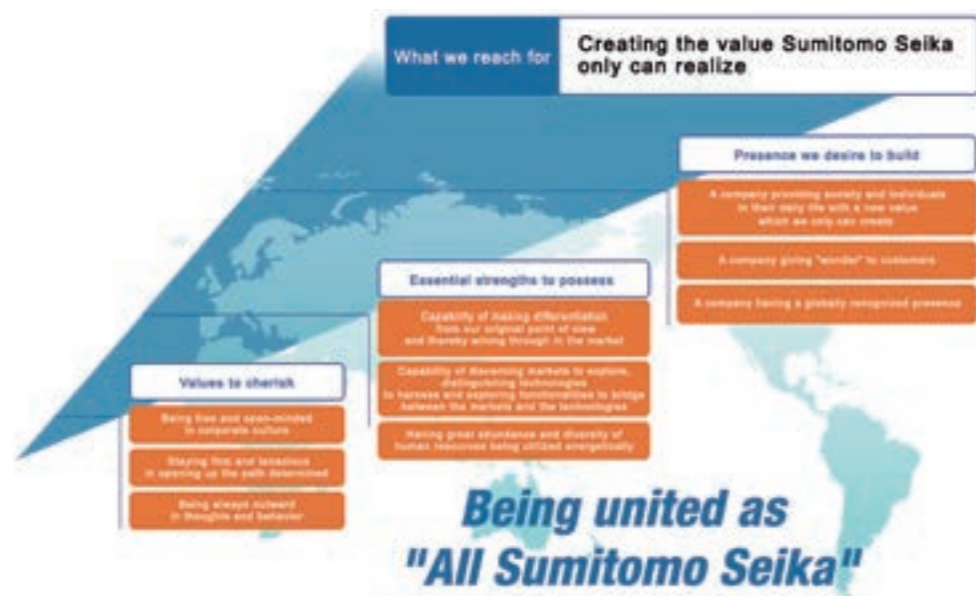 What we reach for
Creating the value Sumitomo Seika
only can realize
Presence we desire to build
A company providing society and individuals
in their daily life with a new value
which we only can create
A company giving "wonder" to customers
A company having a globally recognized presence
Essential strengths to possess
Capability of making differentiation
from our original point of view
and thereby wining through in the market
Capability of discerning markets to explore,
distinguishing technologies
to harness and exploring functionalities to bridge
between the markets and the technologies
Having great abundance and diversity of
human resources being utilized energetically
Values to cherish
Being free and open-minded
in corporate culture
Staying firm and tenacious
in opening up the path determined
Being always outward
in thoughts and behavior
Being united as
"All Sumitomo Seika"